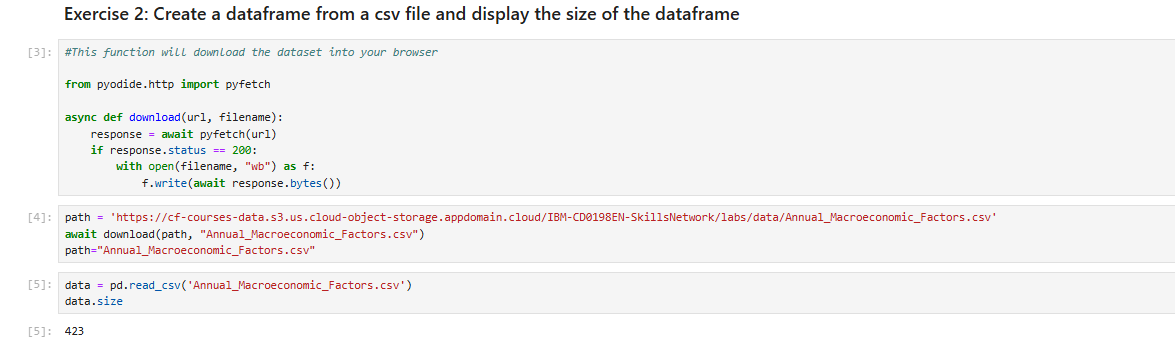 Exercise 2: Create a dataframe from a csv file and display the size of the dataframe
[3]: #This function will download the dataset into your browser
from pyodide.http import pyfetch
async def download(url, filename):
    response = await pyfetch(url)
    if response.status == 200:
        with open(filename, "wb") as f:
            f.write(await response.bytes())
[4]: path = 'https://cf-courses-data.s3.us.cloud-object-storage.appdomain.cloud/IBM-CD0198EN-SkillsNetwork/labs/data/Annual_Macroeconomic_Factors.csv'
await download(path, "Annual_Macroeconomic_Factors.csv")
path="Annual_Macroeconomic_Factors.csv"
[5]: data = pd.read_csv('Annual_Macroeconomic_Factors.csv')
data.size
[5]: 423